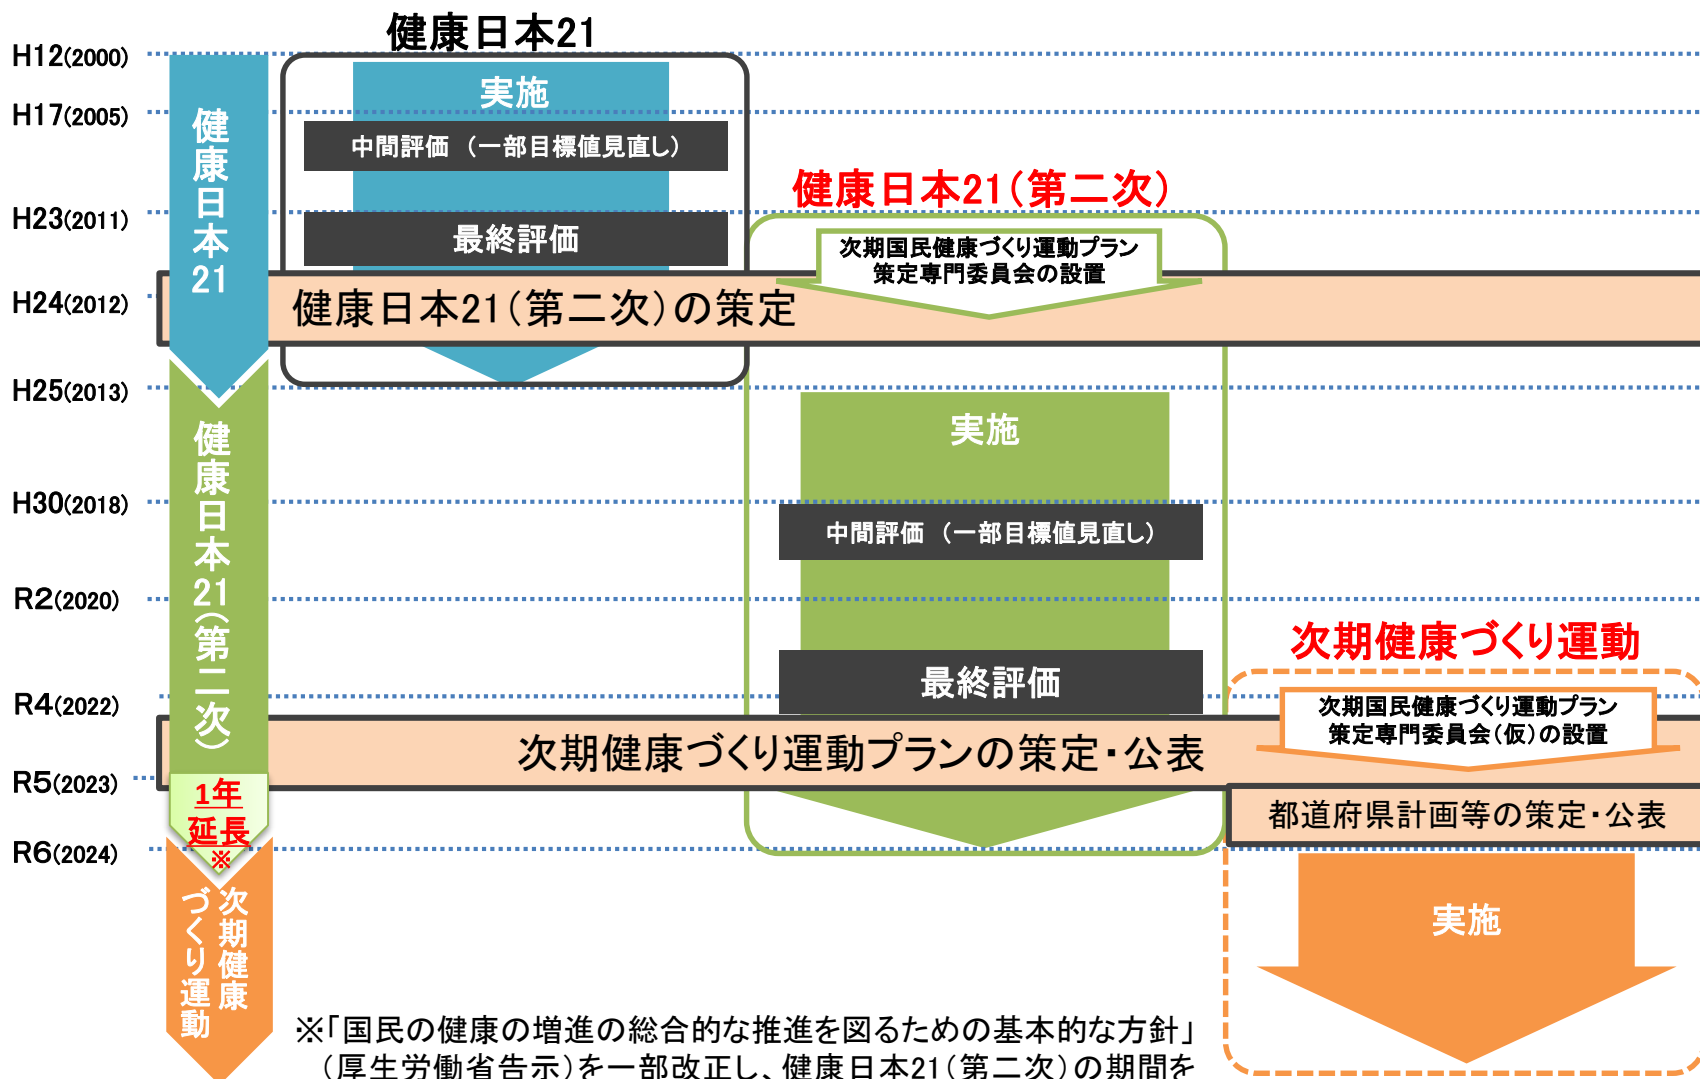 健康日本21
H12(2000)
H17(2005)
H23(2011)
H24(2012)
H25(2013)
H30(2018)
R2(2020)
R4(2022)
R5(2023)
R6(2024)
健康日本21
健康日本21(第二次)
1年
延長
※
次期健康
づくり運動
実施
中間評価 (一部目標値見直し)
最終評価
健康日本21(第二次)
次期国民健康づくり運動プラン
策定専門委員会の設置
健康日本21(第二次)の策定
実施
中間評価 (一部目標値見直し)
最終評価
次期健康づくり運動
次期国民健康づくり運動プラン
策定専門委員会(仮)の設置
次期健康づくり運動プランの策定・公表
都道府県計画等の策定・公表
実施
※「国民の健康の増進の総合的な推進を図るための基本的な方針」
(厚生労働省告示)を一部改正し、健康日本21(第二次)の期間を